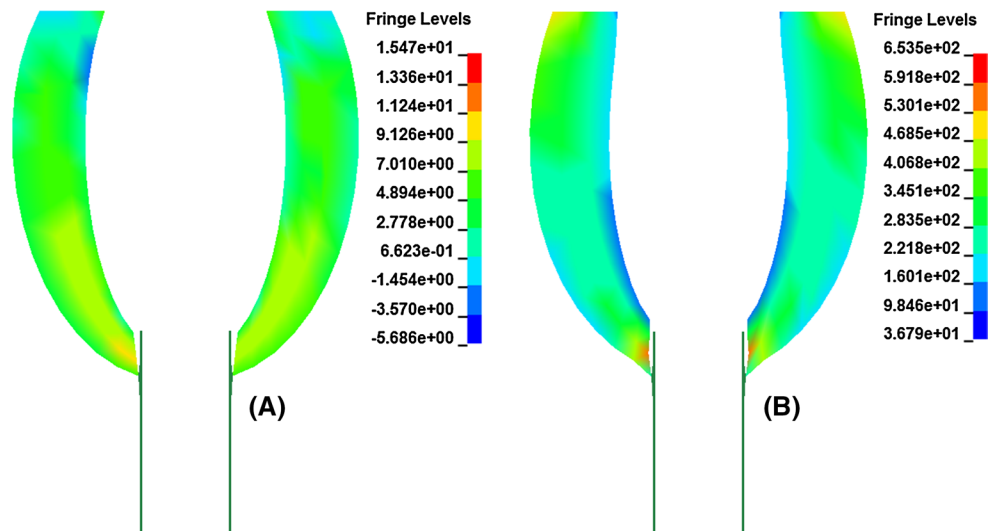 Fringe Levels
1.547e+01
1.336e+01
1.124e+01
9.126e+00
7.010e+00
4.894e+00
2.778e+00
6.623e-01
-1.454e+00
-3.570e+00
-5.686e+00
(A)
Fringe Levels
6.535e+02
5.918e+02
5.301e+02
4.685e+02
4.068e+02
3.451e+02
2.835e+02
2.218e+02
1.601e+02
9.846e+01
3.679e+01
(B)